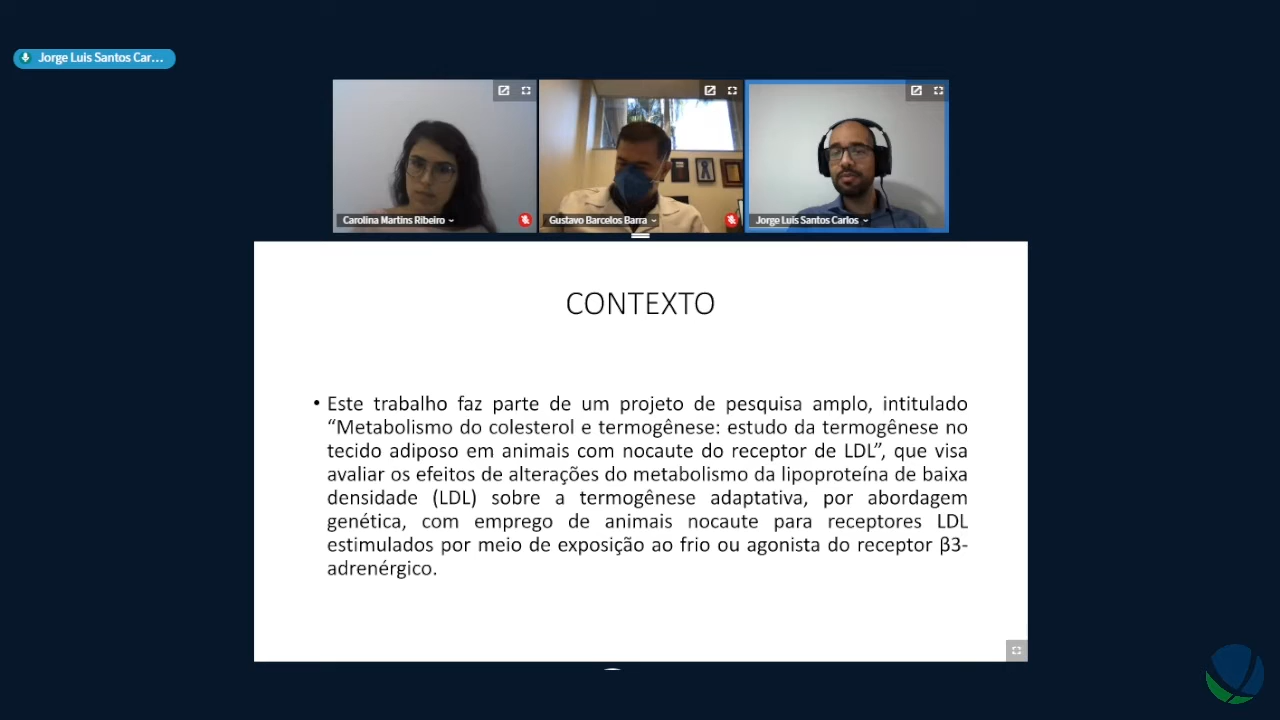 Jorge Luis Santos Car...
Carolina Martins Ribeiro
Gustavo Barcelos Barra
Jorge Luis Santos Carlos
CONTEXTO
• Este trabalho faz parte de um projeto de pesquisa amplo, intitulado
“Metabolismo do colesterol e termogênese: estudo da termogênese no
tecido adiposo em animais com nocaute do receptor de LDL”, que visa
avaliar os efeitos de alterações do metabolismo da lipoproteína de baixa
densidade (LDL) sobre a termogênese adaptativa, por abordagem
genética, com emprego de animais nocaute para receptores LDL
estimulados por meio de exposição ao frio ou agonista do receptor β3-
adrenérgico.